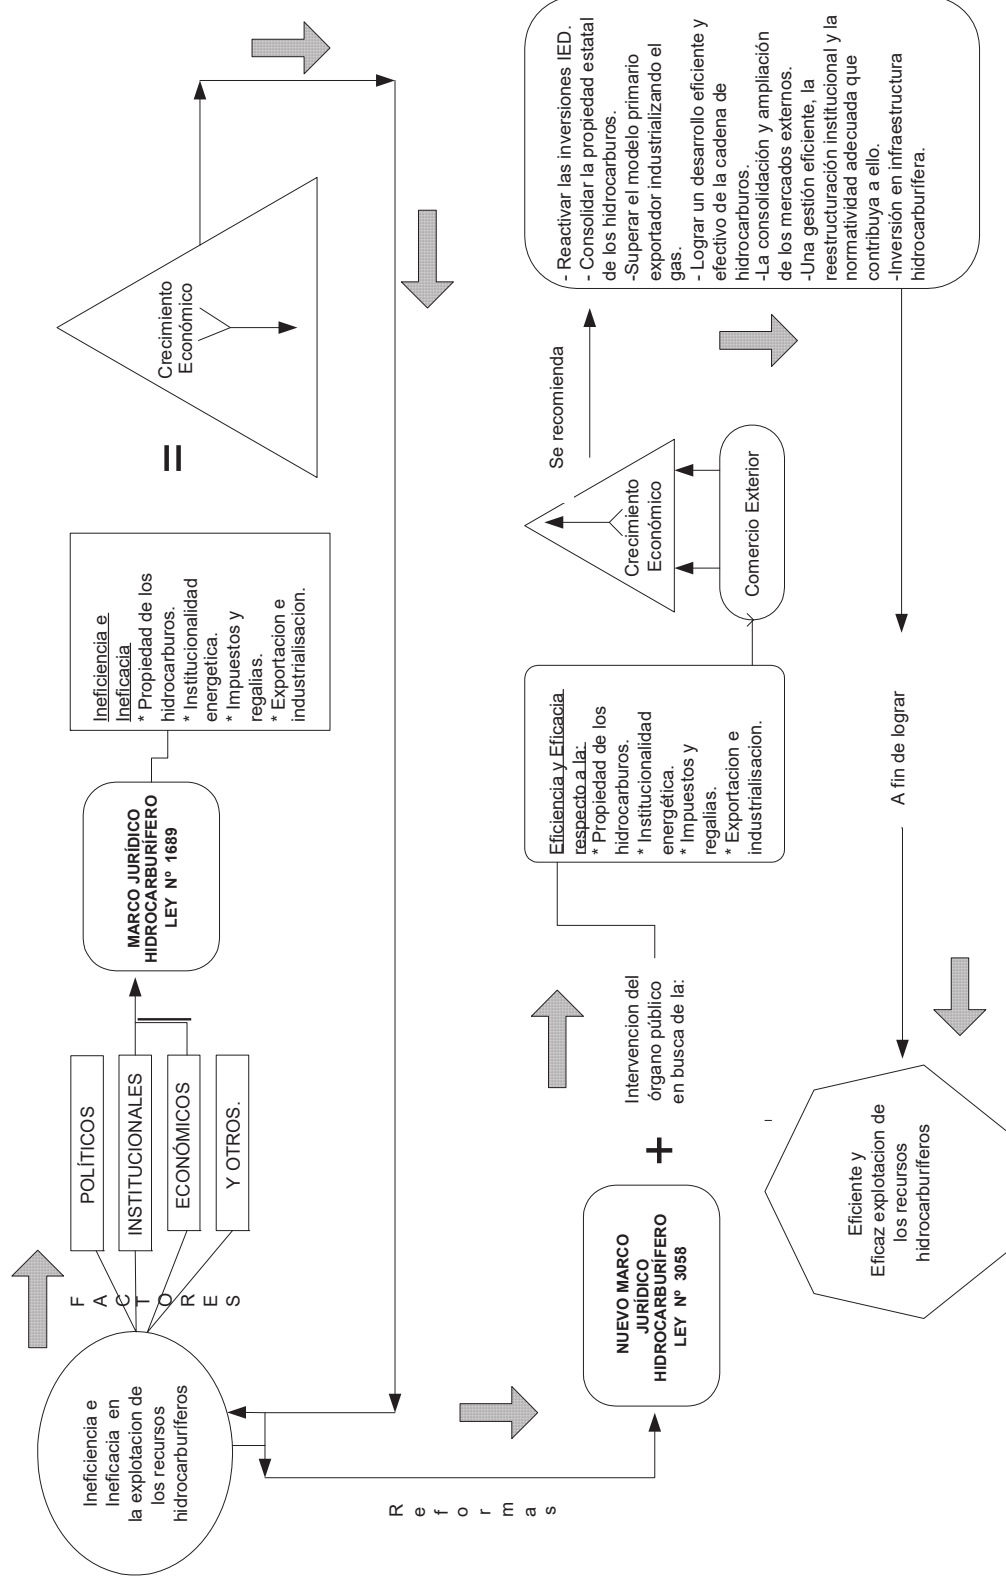 Ineficiencia e
Ineficacia en
la explotacion de
los recursos
hidrocarburíferos
F A C T O R E S
POLÍTICOS
INSTITUCIONALES
ECONÓMICOS
Y OTROS.
MARCO JURÍDICO
HIDROCARBURÍFERO
LEY Nº 1689
Ineficiencia e
Ineficacia
* Propiedad de los
hidrocarburos.
* Institucionalidad
energetica.
* Impuestos y
regalias.
* Exportacion e
industrialisacion.
=
Crecimiento
Económico
R e f o r m a s
NUEVO MARCO
JURÍDICO
HIDROCARBURÍFERO
LEY Nº 3058
+
Intervencion del
órgano público
en busca de la:
Eficiencia y Eficacia
respecto a la:
* Propiedad de los
hidrocarburos.
* Institucionalidad
energética.
* Impuestos y
regalias.
* Exportacion e
industrialisacion.
Crecimiento
Económico
Comercio Exterior
Se recomienda
- Reactivar las inversiones IED.
- Consolidar la propiedad estatal
de los hidrocarburos.
-Superar el modelo primario
exportador industrializando el
gas.
- Lograr un desarrollo eficiente y
efectivo de la cadena de
hidrocarburos.
-La consolidación y ampliación
de los mercados externos.
-Una gestión eficiente, la
reestructuración institucional y la
normatividad adecuada que
contribuya a ello.
-Inversión en infraestructura
hidrocarburífera.
A fin de lograr
Eficiente y
Eficaz explotacion de
los recursos
hidrocarburíferos